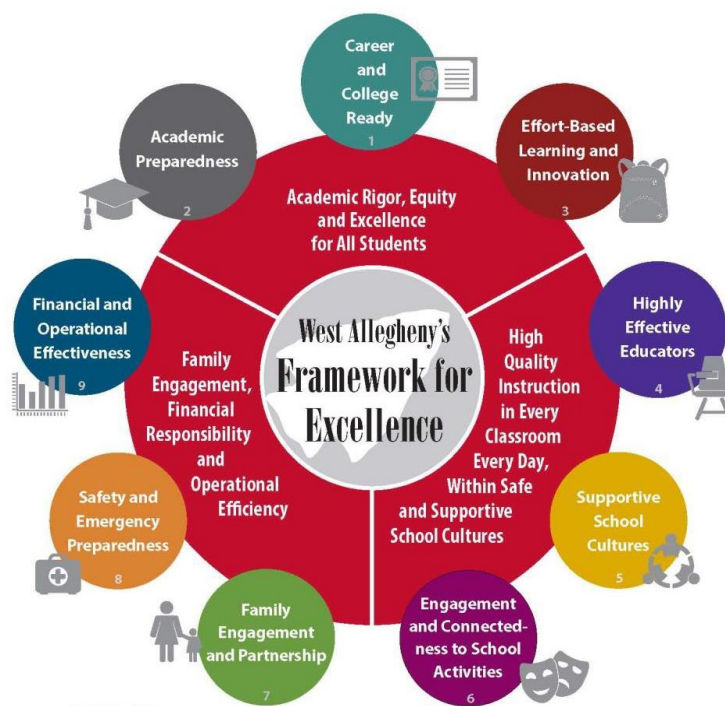 West Allegheny's
Framework for
Excellence
Academic Rigor, Equity
and Excellence
for All Students
High
Quality
Instruction
in Every
Classroom
Every Day,
Within Safe
and Supportive
School Cultures
Family
Engagement,
Financial
Responsibility
and
Operational
Efficiency
Career
and
College
Ready
1
Academic
Preparedness
2
Effort-Based
Learning and
Innovation
3
Highly
Effective
Educators
4
Supportive
School
Cultures
5
Engagement
and Connected-
ness to School
Activities
6
Family
Engagement
and Partnership
7
Safety and
Emergency
Preparedness
8
Financial and
Operational
Effectiveness
9